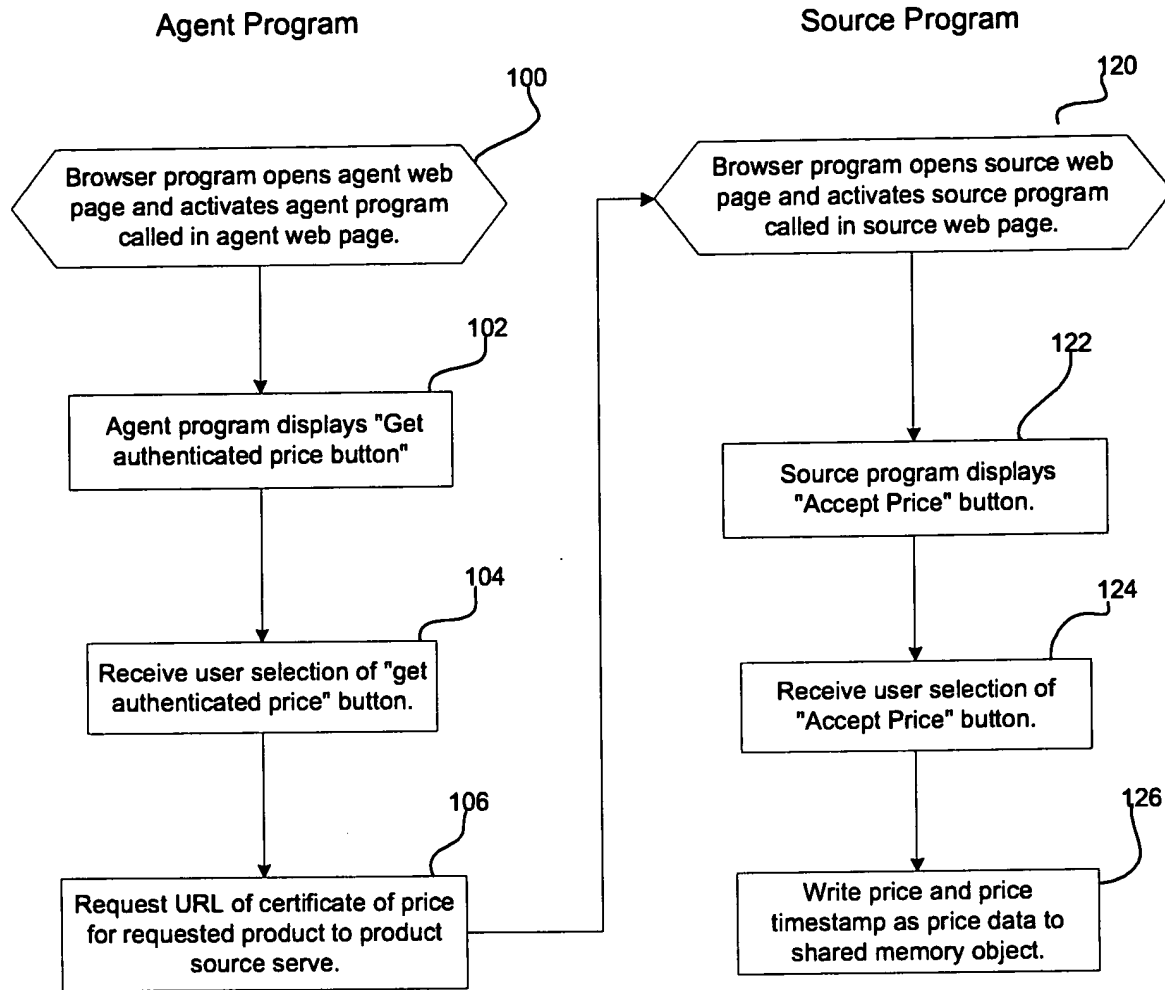 Agent Program
100
Browser program opens agent web
page and activates agent program
called in agent web page.
102
Agent program displays "Get
authenticated price button"
104
Receive user selection of "get
authenticated price" button.
106
Request URL of certificate of price
for requested product to product
source serve.
Source Program
120
Browser program opens source web
page and activates source program
called in source web page.
122
Source program displays
"Accept Price" button.
124
Receive user selection of
"Accept Price" button.
126
Write price and price
timestamp as price data to
shared memory object.